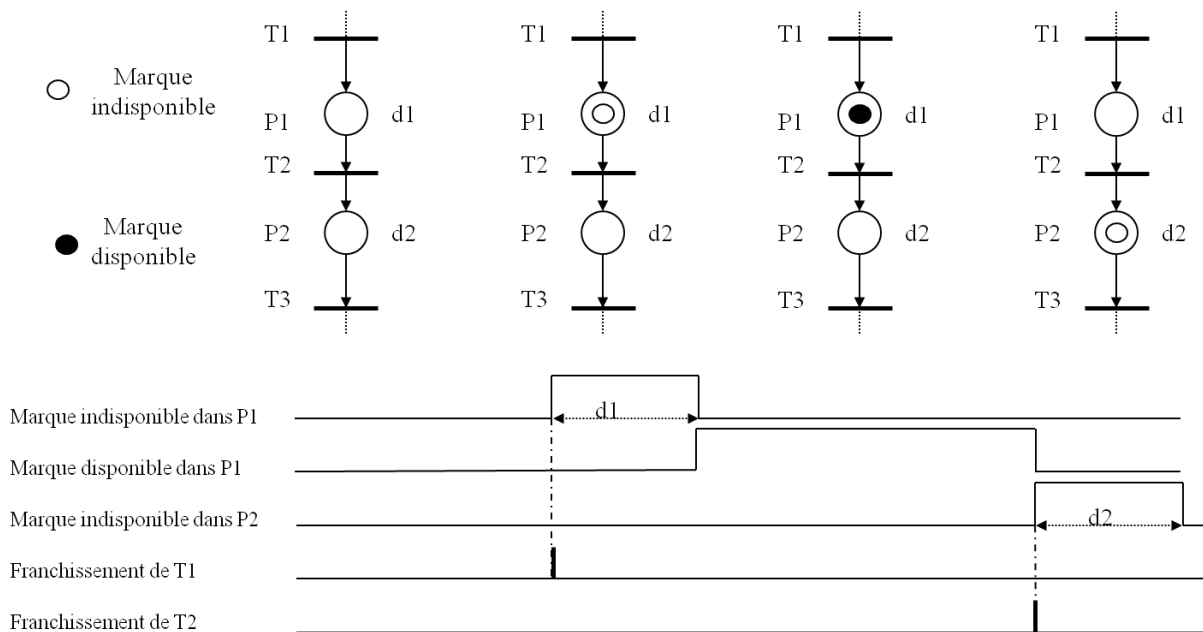 T1 T1 T1 T1
Marque
indisponible
P1 d1 P1 d1 P1 d1 P1 d1
T2 T2 T2 T2
Marque
disponible
P2 d2 P2 d2 P2 d2 P2 d2
T3 T3 T3 T3
Marque indisponible dans P1
d1
Marque disponible dans P1
Marque indisponible dans P2
d2
Franchissement de T1
Franchissement de T2